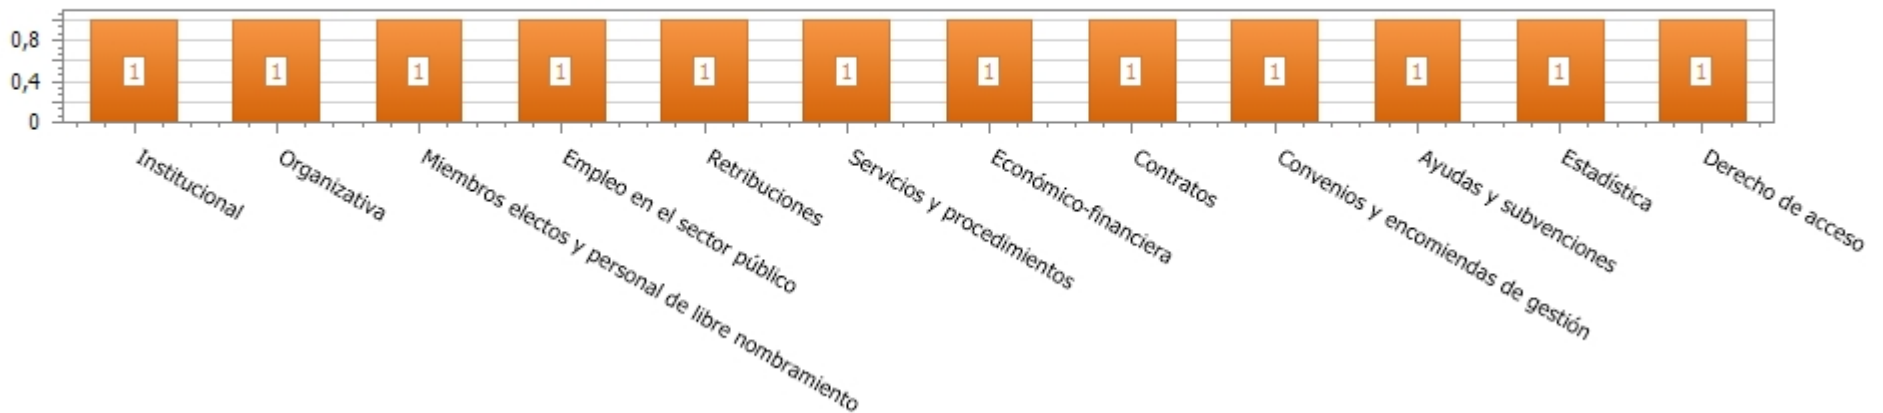 0,8
0,4
0
1 1 1 1 1 1 1 1 1 1 1 1
Institucional
Organizativa
Miembros electos y personal de libre nombramiento
Empleo en el sector público
Retribuciones
Servicios y procedimientos
Económico-financiera
Contratos
Convenios y encomiendas de gestión
Ayudas y subvenciones
Estadística
Derecho de acceso